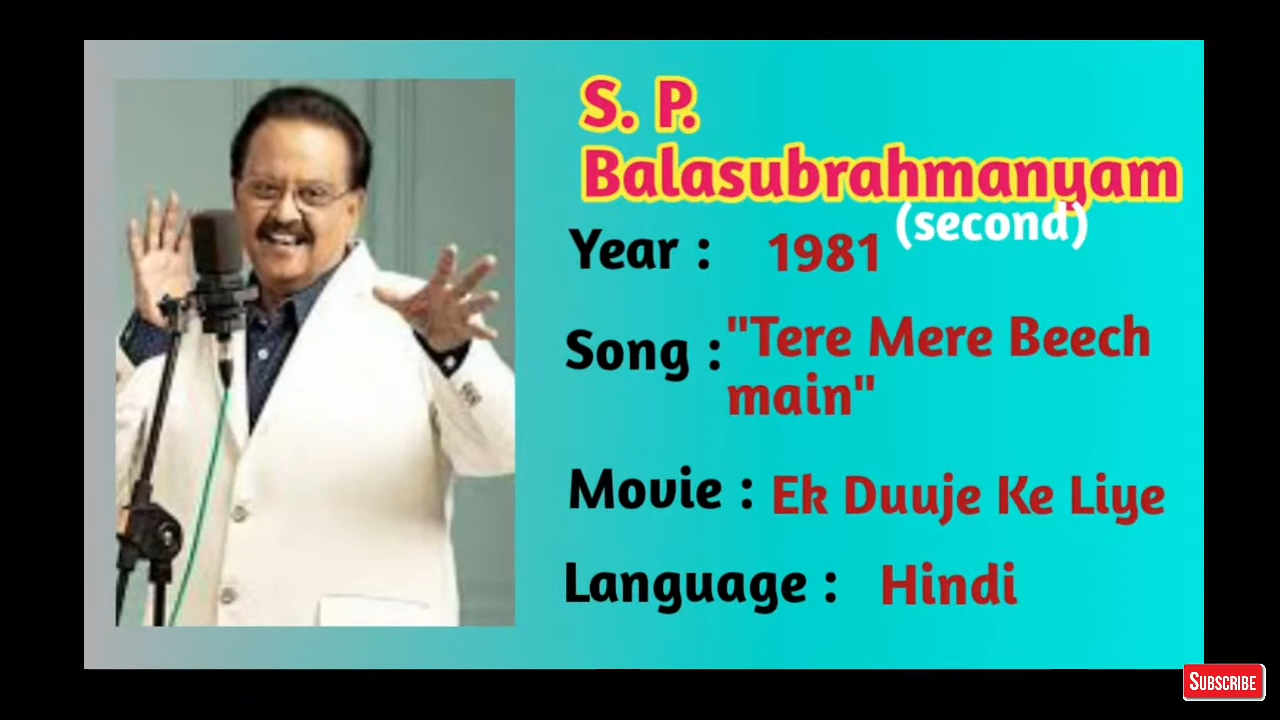 S. P.
Balasubrahmanyam
(second)
Year : 1981
Song : "Tere Mere Beech
main"
Movie : Ek Duuje Ke Liye
Language : Hindi
SUBSCRIBE